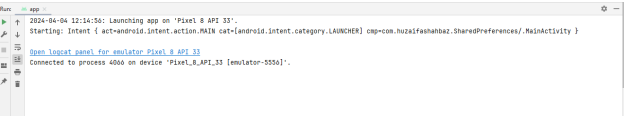 Run: app
2024-04-04 12:14:56: Launching app on 'Pixel 8 API 33'.
Starting: Intent { act=android.intent.action.MAIN cat=[android.intent.category.LAUNCHER] cmp=com.huzaifashahbaz.SharedPreferences/.MainActivity }
Open logcat panel for emulator Pixel 8 API 33
Connected to process 4066 on device 'Pixel_8_API_33 [emulator-5556]'.